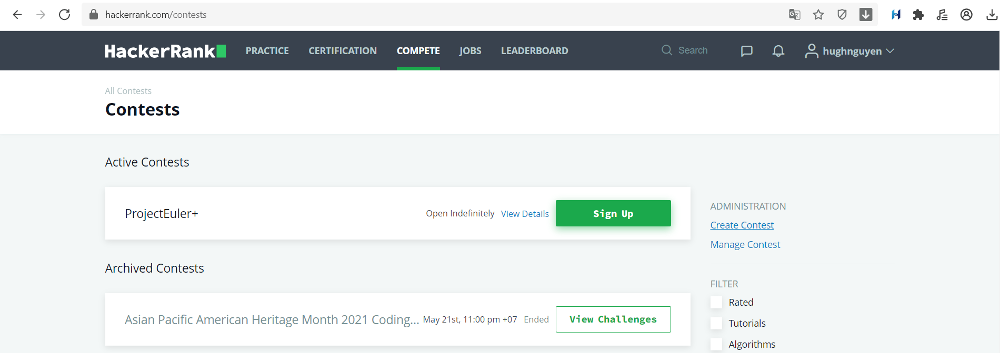 hackerrank.com/contests
HackerRank PRACTICE CERTIFICATION COMPETE JOBS LEADERBOARD Search hughnguyen
All Contests
Contests
Active Contests
ProjectEuler+ Open Indefinitely View Details Sign Up
Archived Contests
Asian Pacific American Heritage Month 2021 Coding... May 21st, 11:00 pm +07 Ended View Challenges
ADMINISTRATION
Create Contest
Manage Contest
FILTER
Rated
Tutorials
Algorithms